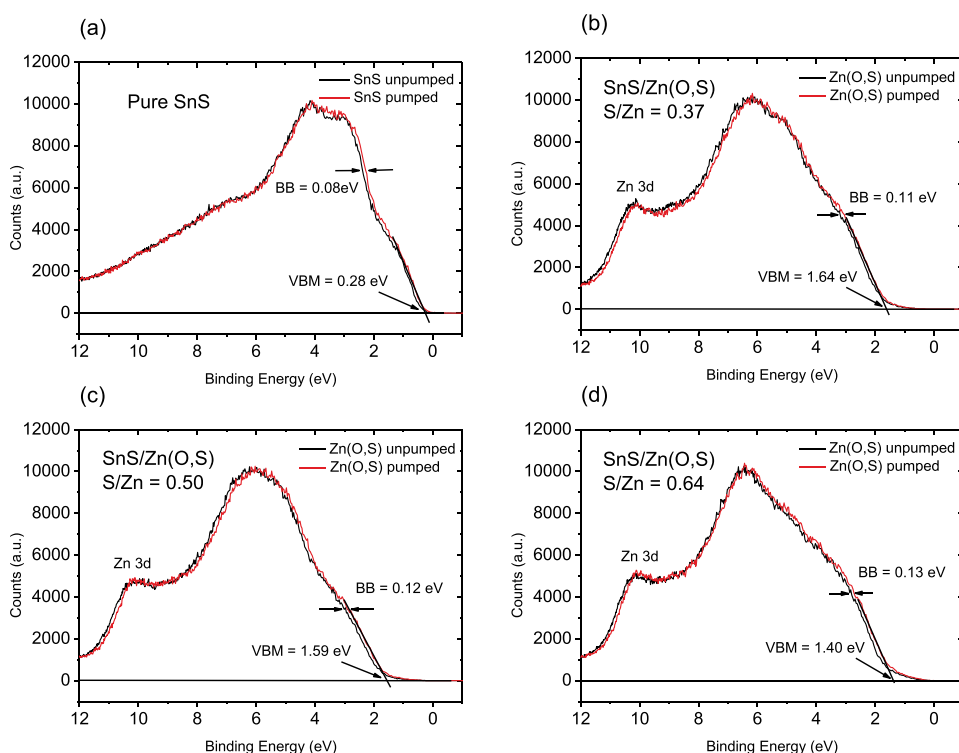 (a)
12000
10000
8000
6000
4000
2000
0
12 10 8 6 4 2 0
Counts (a.u.)
Binding Energy (eV)
Pure SnS
SnS unpumped
SnS pumped
BB = 0.08eV
VBM = 0.28 eV
(b)
12000
10000
8000
6000
4000
2000
0
12 10 8 6 4 2 0
Counts (a.u.)
Binding Energy (eV)
SnS/Zn(O,S)
S/Zn = 0.37
Zn(O,S) unpumped
Zn(O,S) pumped
Zn 3d
BB = 0.11 eV
VBM = 1.64 eV
(c)
12000
10000
8000
6000
4000
2000
0
12 10 8 6 4 2 0
Counts (a.u.)
Binding Energy (eV)
SnS/Zn(O,S)
S/Zn = 0.50
Zn(O,S) unpumped
Zn(O,S) pumped
Zn 3d
BB = 0.12 eV
VBM = 1.59 eV
(d)
12000
10000
8000
6000
4000
2000
0
12 10 8 6 4 2 0
Counts (a.u.)
Binding Energy (eV)
SnS/Zn(O,S)
S/Zn = 0.64
Zn(O,S) unpumped
Zn(O,S) pumped
Zn 3d
BB = 0.13 eV
VBM = 1.40 eV